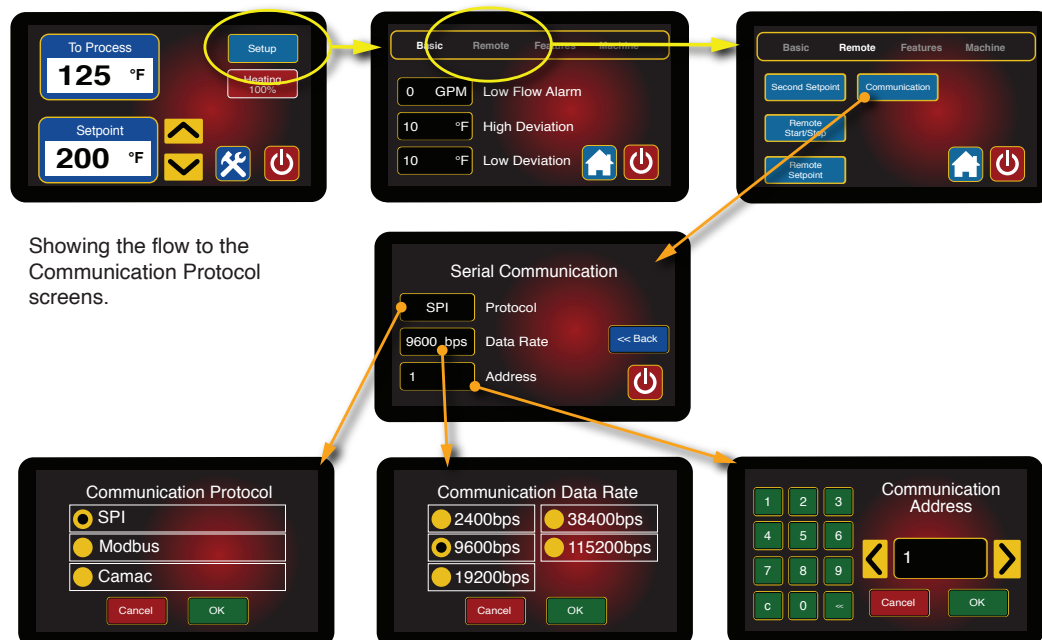 To Process
125 °F
Setup
Heating
100%
Setpoint
200 °F
Basic Remote Features Machine
0 GPM Low Flow Alarm
10 °F High Deviation
10 °F Low Deviation
Basic Remote Features Machine
Second Setpoint Communication
Remote
Start/Stop
Remote
Setpoint
Showing the flow to the
Communication Protocol
screens.
Serial Communication
SPI Protocol
9600 bps Data Rate
<< Back
1 Address
Communication Protocol
SPI
Modbus
Camac
Cancel OK
Communication Data Rate
2400bps 38400bps
9600bps 115200bps
19200bps
Cancel OK
Communication
Address
1 2 3
4 5 6
7 8 9
c 0 <<
1
Cancel OK